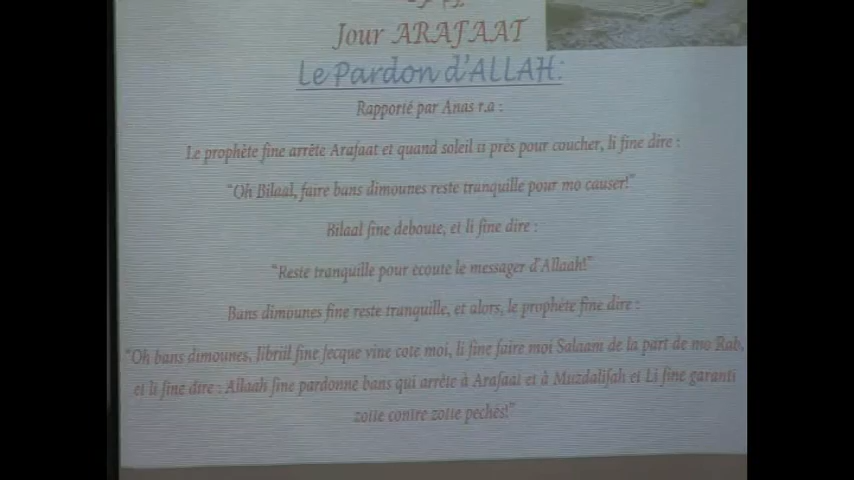 Jour ARAFAAT
Le Pardon d'ALLAH:
Rapporté par Anas r.a :
Le prophète fine arrête Arafaat et quand soleil ti près pour coucher, li fine dire :
"Oh Bilaal, faire bans dimounes reste tranquille pour mo causer!"
Bilaal fine deboute, et li fine dire :
"Reste tranquille pour écoute le messager d'Allaah!"
Bans dimounes fine reste tranquille, et alors, le prophète fine dire :
"Oh bans dimounes, Jibriil fine fecque vine cote moi, li fine faire moi Salaam de la part de mo Rab,
et li fine dire : Allaah fine pardonne bans qui arrête à Arafaat et à Muzdalifah et Li fine garanti
zotte contre zotte pechés!"